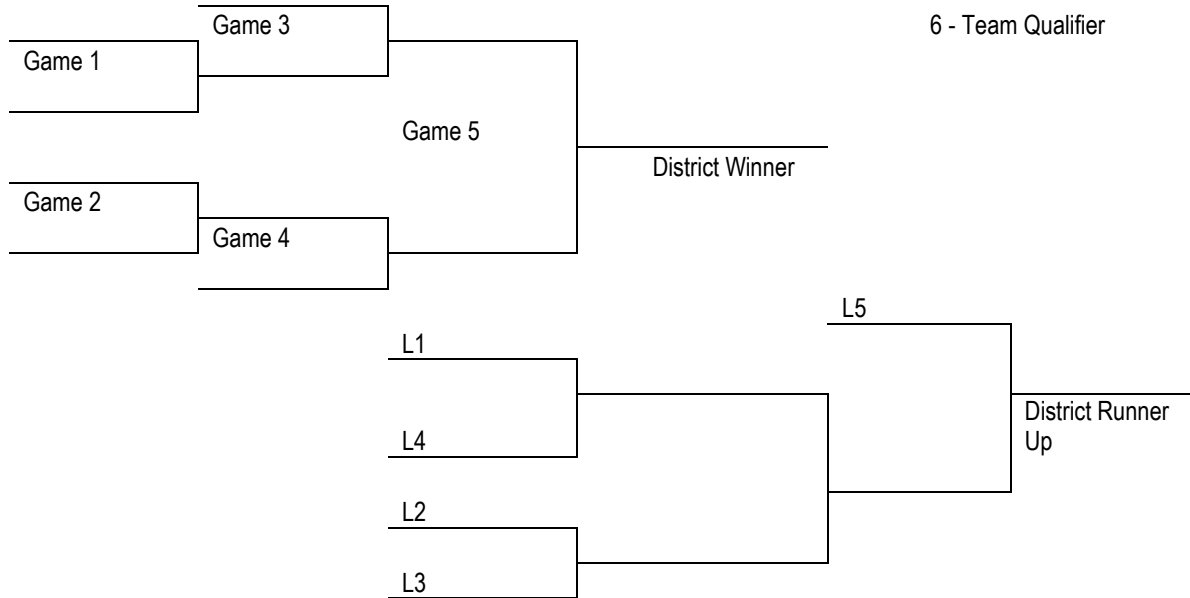 Game 3
6 - Team Qualifier
Game 1
Game 5
District Winner
Game 2
Game 4
L5
L1
District Runner
Up
L4
L2
L3